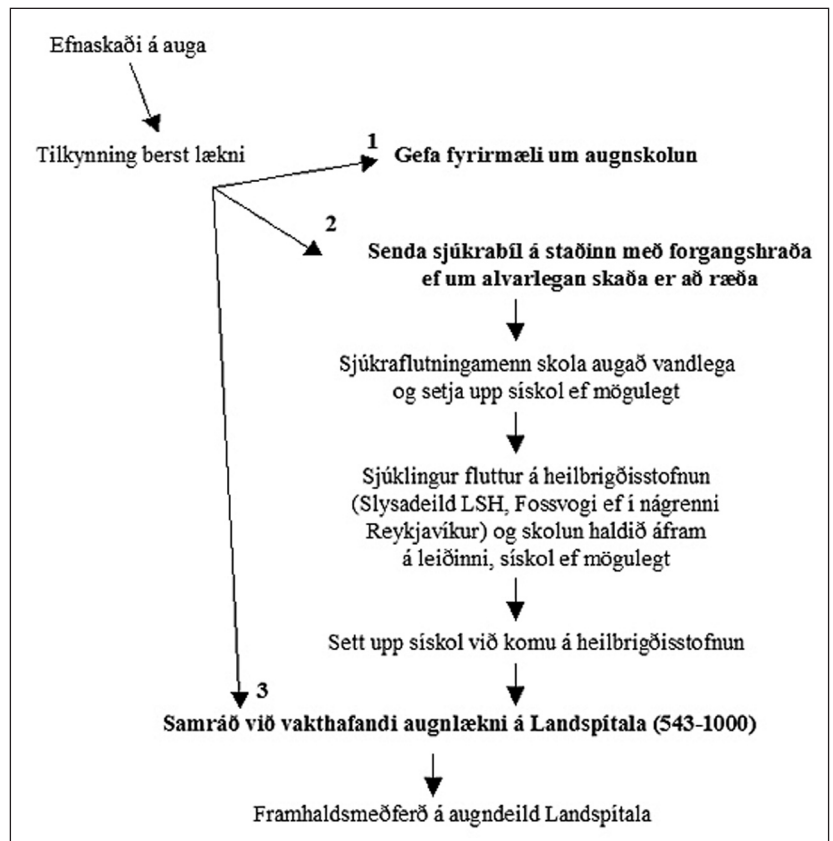 Efnaskaði á auga
Tilkynning berst lækni
1
Gefa fyrirmæli um augnskolun
2
Senda sjúkrabíl á staðinn með forgangshraða
ef um alvarlegan skaða er að ræða
Sjúkraflutningamenn skola augað vandlega
og setja upp sískol ef mögulegt
Sjúklingur fluttur á heilbrigðisstofnun
(Slysadeild LSH, Fossvogi ef í nágrenni
Reykjavíkur) og skolun haldið áfram
á leiðinni, sískol ef mögulegt
Sett upp sískol við komu á heilbrigðisstofnun
3
Samráð við vakthafandi augnlækni á Landspítala (543-1000)
Framhaldsmeðferð á augndeild Landspítala